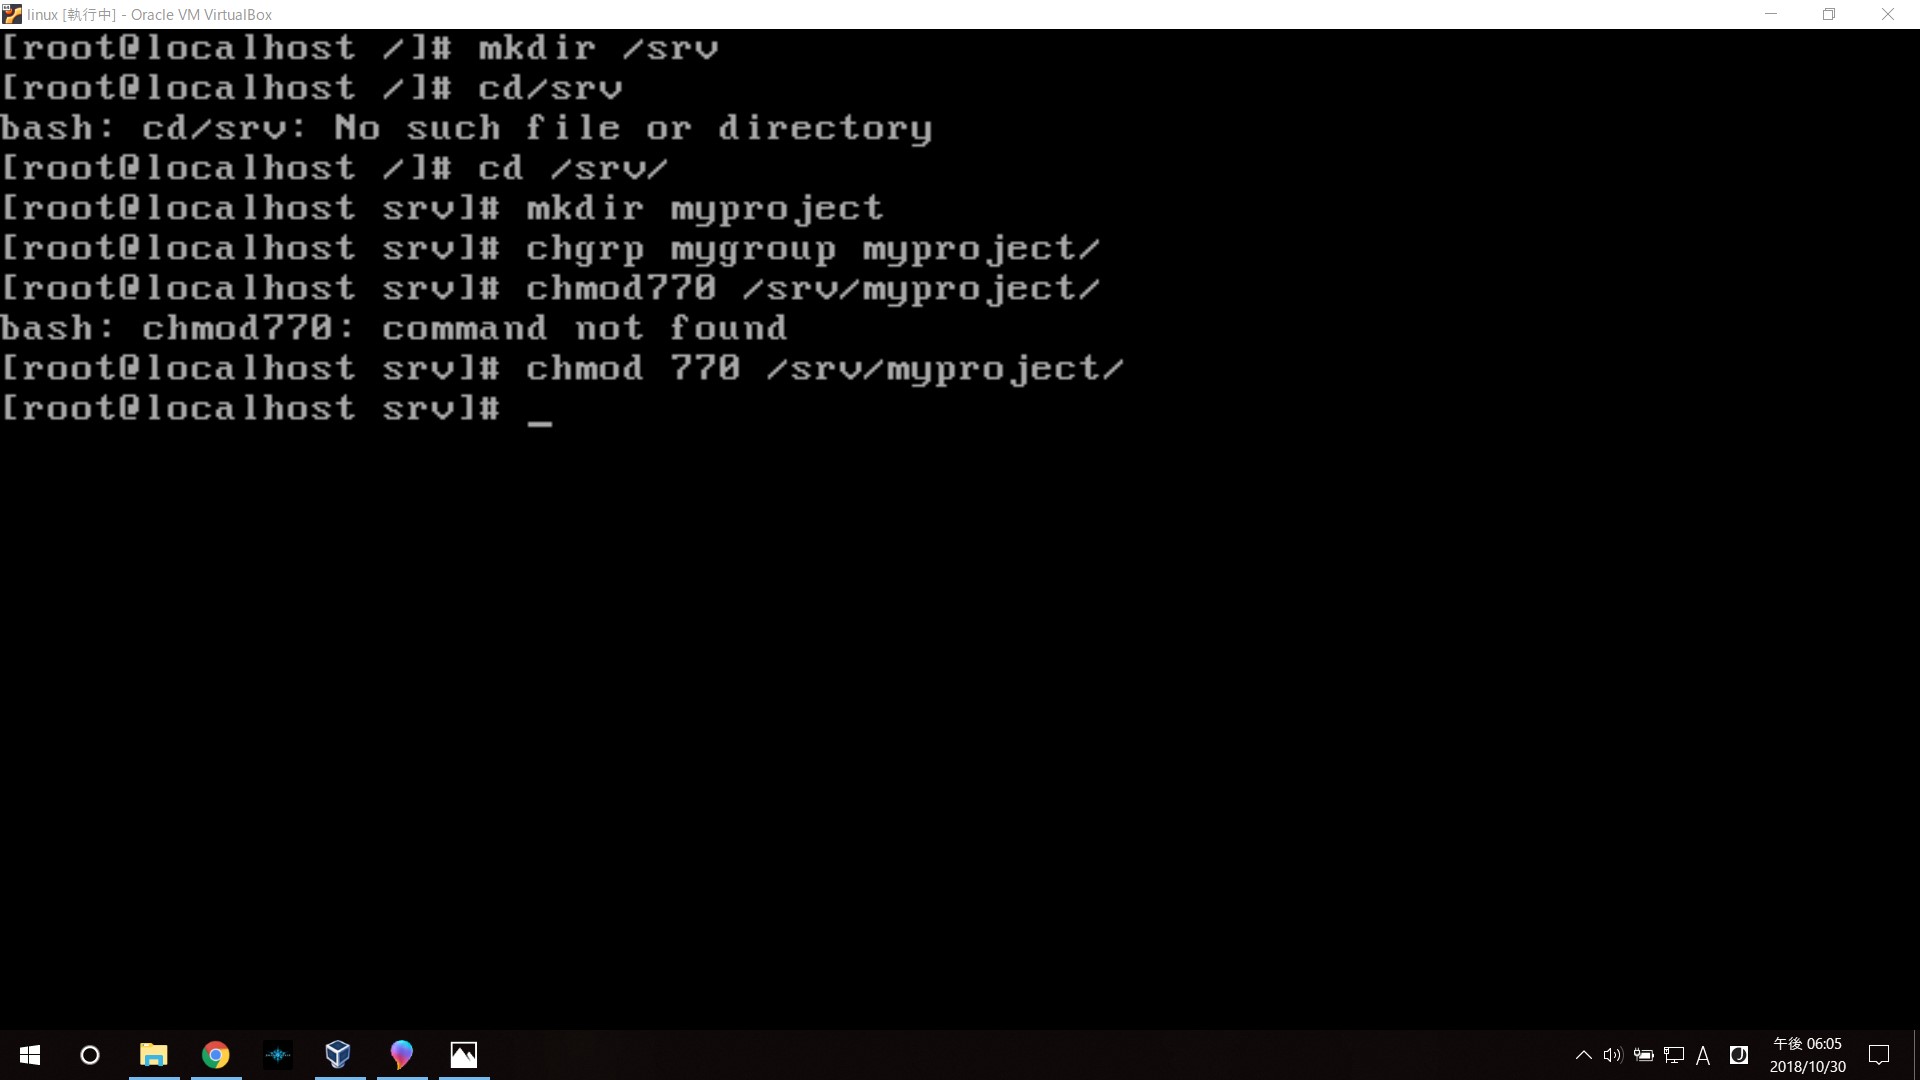 linux [執行中] - Oracle VM VirtualBox
[root@localhost /]# mkdir /srv
[root@localhost /]# cd/srv
bash: cd/srv: No such file or directory
[root@localhost /]# cd /srv/
[root@localhost srv]# mkdir myproject
[root@localhost srv]# chgrp mygroup myproject/
[root@localhost srv]# chmod770 /srv/myproject/
bash: chmod770: command not found
[root@localhost srv]# chmod 770 /srv/myproject/
[root@localhost srv]# _
A
午後 06:05
2018/10/30